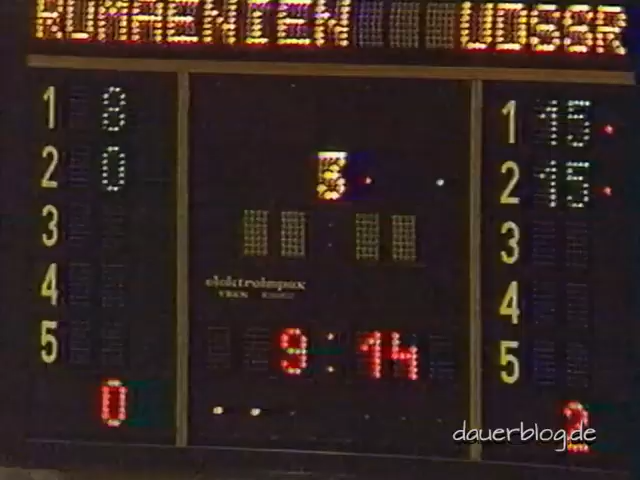 RUMAENIEN UDSSR
1 8 1 15
2 0 5 2 15
3 3
elektroimpex
4 4
5 9:14 5
0 2
dauerblog.de